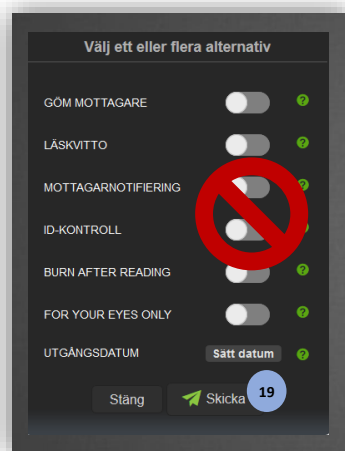 Välj ett eller flera alternativ
GÖM MOTTAGARE ?
LÄSKVITTO ?
MOTTAGARNOTIFIERING ?
ID-KONTROLL ?
BURN AFTER READING ?
FOR YOUR EYES ONLY ?
UTGÅNGSDATUM Sätt datum ?
Stäng Skicka 19